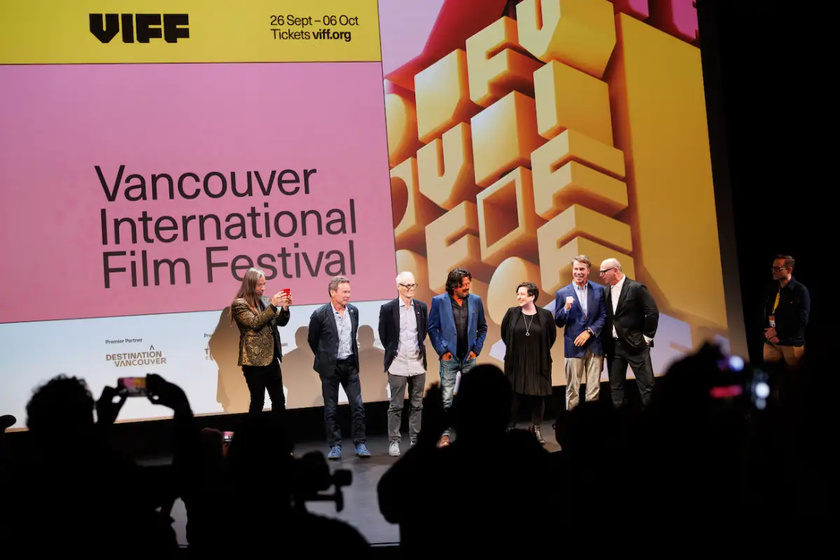 VIFF
26 Sept – 06 Oct
Tickets viff.org
Vancouver
International
Film Festival
Premier Partner
DESTINATION
VANCOUVER